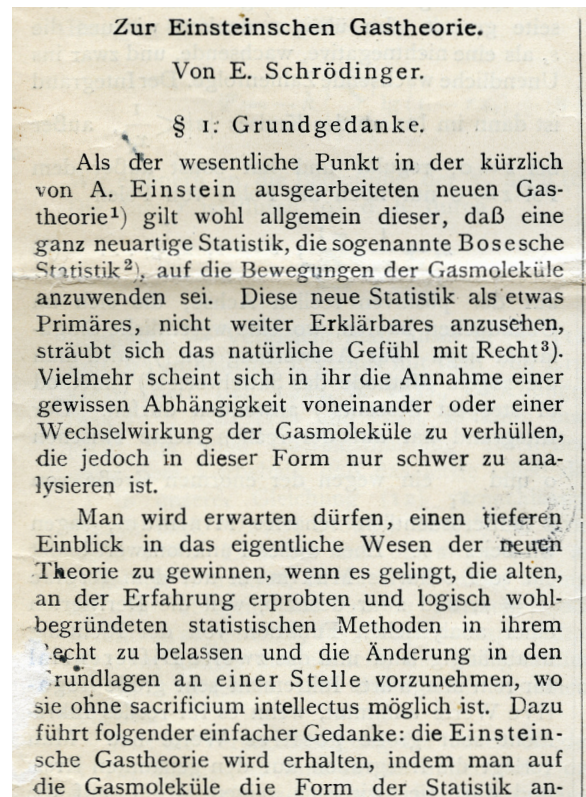 Zur Einsteinschen Gastheorie.
Von E. Schrödinger.
§ 1. Grundgedanke.
Als der wesentliche Punkt in der kürzlich
von A. Einstein ausgearbeiteten neuen Gas-
theorie¹) gilt wohl allgemein dieser, daß eine
ganz neuartige Statistik, die sogenannte Bosesche
Statistik²), auf die Bewegungen der Gasmoleküle
anzuwenden sei. Diese neue Statistik als etwas
Primäres, nicht weiter Erklärbares anzusehen,
sträubt sich das natürliche Gefühl mit Recht³).
Vielmehr scheint sich in ihr die Annahme einer
gewissen Abhängigkeit voneinander oder einer
Wechselwirkung der Gasmoleküle zu verhüllen,
die jedoch in dieser Form nur schwer zu ana-
lysieren ist.
Man wird erwarten dürfen, einen tieferen
Einblick in das eigentliche Wesen der neuen
Theorie zu gewinnen, wenn es gelingt, die alten,
an der Erfahrung erprobten und logisch wohl-
begründeten statistischen Methoden in ihrem
Recht zu belassen und die Änderung in den
Grundlagen an einer Stelle vorzunehmen, wo
sie ohne sacrificium intellectus möglich ist. Dazu
führt folgender einfacher Gedanke: die Einstein-
sche Gastheorie wird erhalten, indem man auf
die Gasmoleküle die Form der Statistik an-